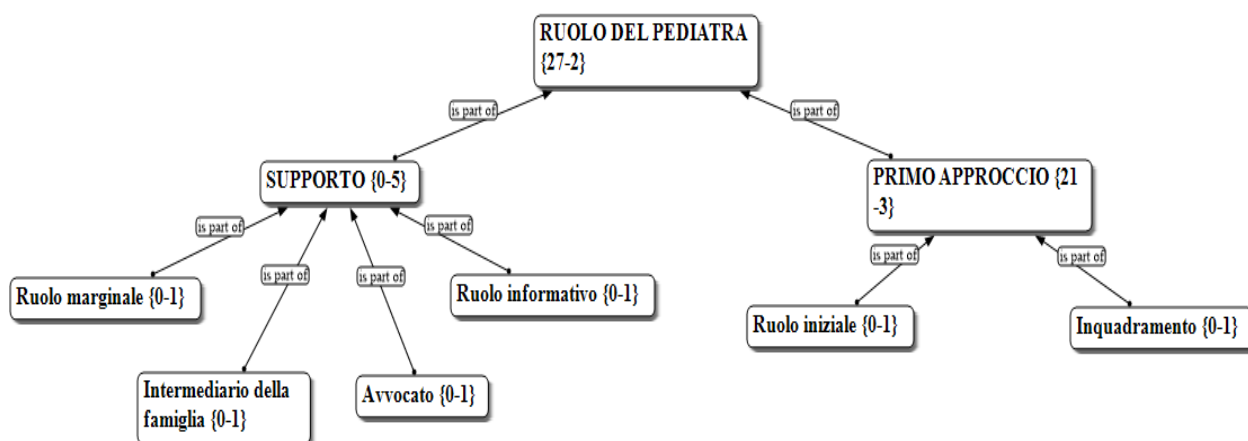 RUOLO DEL PEDIATRA
{27-2}
is part of
is part of
SUPPORTO {0-5}
PRIMO APPROCCIO {21
-3}
is part of
is part of
is part of
is part of
is part of
is part of
Ruolo marginale {0-1}
Ruolo informativo {0-1}
Ruolo iniziale {0-1}
Inquadramento {0-1}
Intermediario della
famiglia {0-1}
Avvocato {0-1}